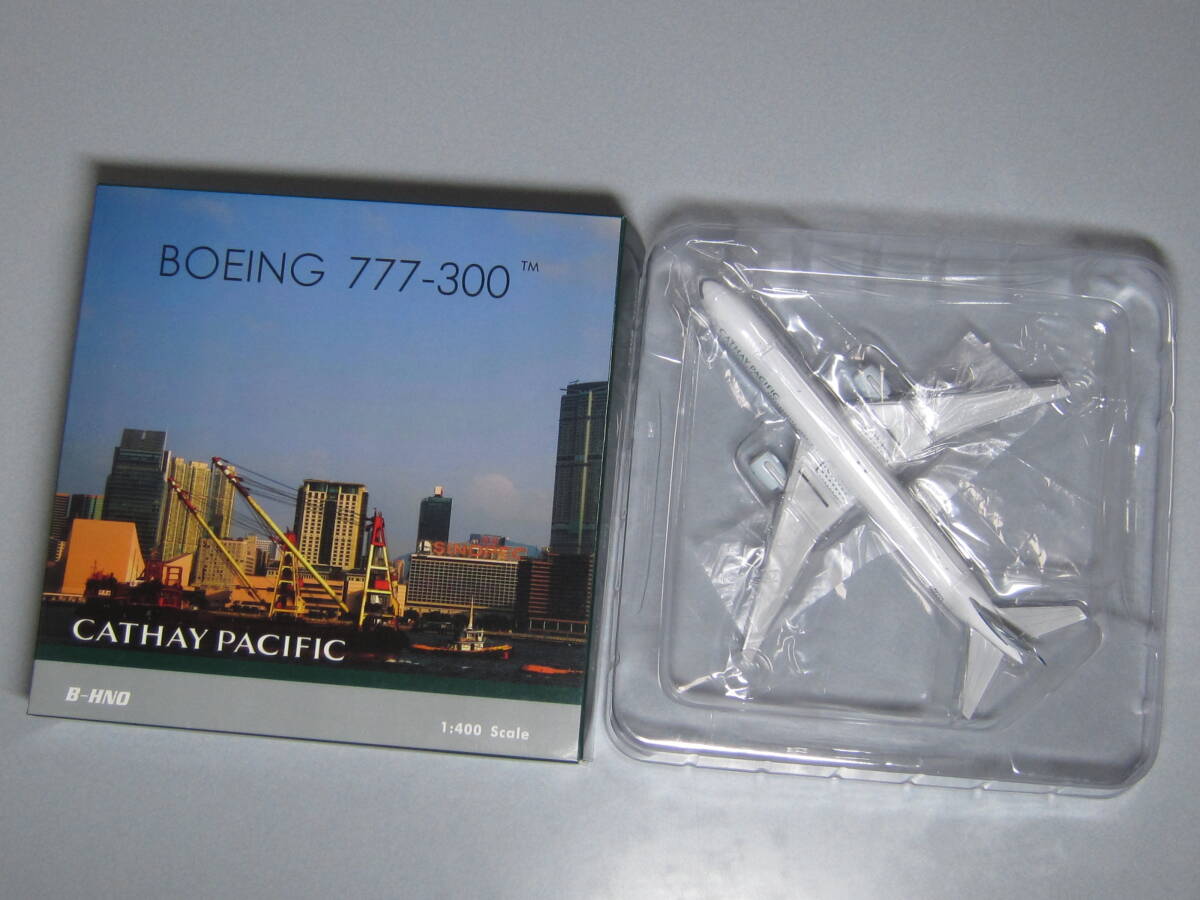 BOEING 777-300™
CATHAY PACIFIC
B-HNO
1:400 Scale
CATHAY PACIFIC